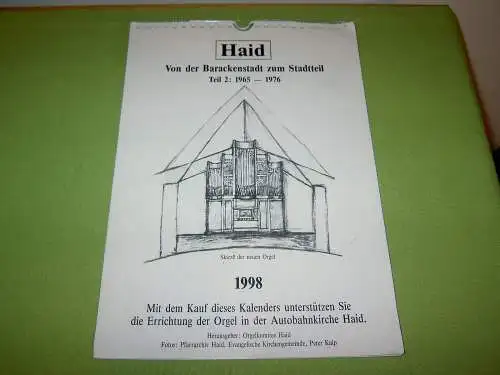 Haid
Von der Barackenstadt zum Stadtteil
Teil 2: 1965 — 1976
Skizze der neuen Orgel
1998
Mit dem Kauf dieses Kalenders unterstützen Sie
die Errichtung der Orgel in der Autobahnkirche Haid.
Herausgeber: Orgelkomitee Haid
Fotos: Pfarrarchiv Haid, Evangelische Kirchengemeinde, Peter Kulp